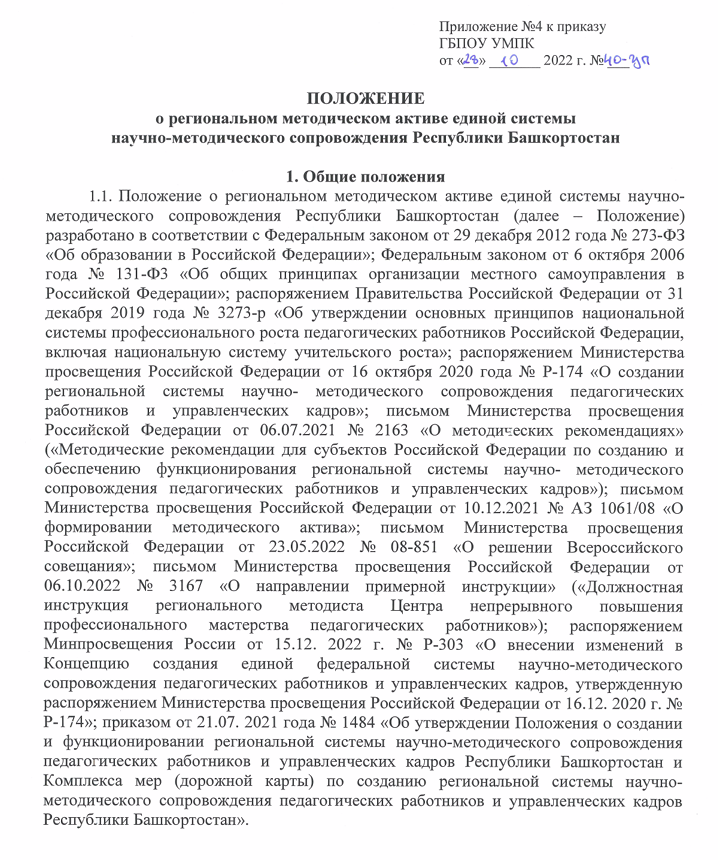 Приложение №4 к приказу
ГБПОУ УМПК
от «28» 10 2022 г. №40-уп
ПОЛОЖЕНИЕ
о региональном методическом активе единой системы
научно-методического сопровождения Республики Башкортостан
1. Общие положения
1.1. Положение о региональном методическом активе единой системы научно-
методического сопровождения Республики Башкортостан (далее – Положение)
разработано в соответствии с Федеральным законом от 29 декабря 2012 года № 273-ФЗ
«Об образовании в Российской Федерации»; Федеральным законом от 6 октября 2006
года № 131-ФЗ «Об общих принципах организации местного самоуправления в
Российской Федерации»; распоряжением Правительства Российской Федерации от 31
декабря 2019 года № 3273-р «Об утверждении основных принципов национальной
системы профессионального роста педагогических работников Российской Федерации,
включая национальную систему учительского роста»; распоряжением Министерства
просвещения Российской Федерации от 16 октября 2020 года № Р-174 «О создании
региональной системы научно- методического сопровождения педагогических
работников и управленческих кадров»; письмом Министерства просвещения
Российской Федерации от 06.07.2021 № 2163 «О методических рекомендациях»
(«Методические рекомендации для субъектов Российской Федерации по созданию и
обеспечению функционирования региональной системы научно- методического
сопровождения педагогических работников и управленческих кадров»); письмом
Министерства просвещения Российской Федерации от 10.12.2021 № АЗ 1061/08 «О
формировании методического актива»; письмом Министерства просвещения
Российской Федерации от 23.05.2022 № 08-851 «О решении Всероссийского
совещания»; письмом Министерства просвещения Российской Федерации от
06.10.2022 № 3167 «О направлении примерной инструкции» («Должностная
инструкция регионального методиста Центра непрерывного повышения
профессионального мастерства педагогических работников»); распоряжением
Минпросвещения России от 15.12. 2022 г. № Р-303 «О внесении изменений в
Концепцию создания единой федеральной системы научно-методического
сопровождения педагогических работников и управленческих кадров, утвержденную
распоряжением Министерства просвещения Российской Федерации от 16.12. 2020 г. №
Р-174»; приказом от 21.07. 2021 года № 1484 «Об утверждении Положения о создании
и функционировании региональной системы научно-методического сопровождения
педагогических работников и управленческих кадров Республики Башкортостан и
Комплекса мер (дорожной карты) по созданию региональной системы научно-
методического сопровождения педагогических работников и управленческих кадров
Республики Башкортостан».